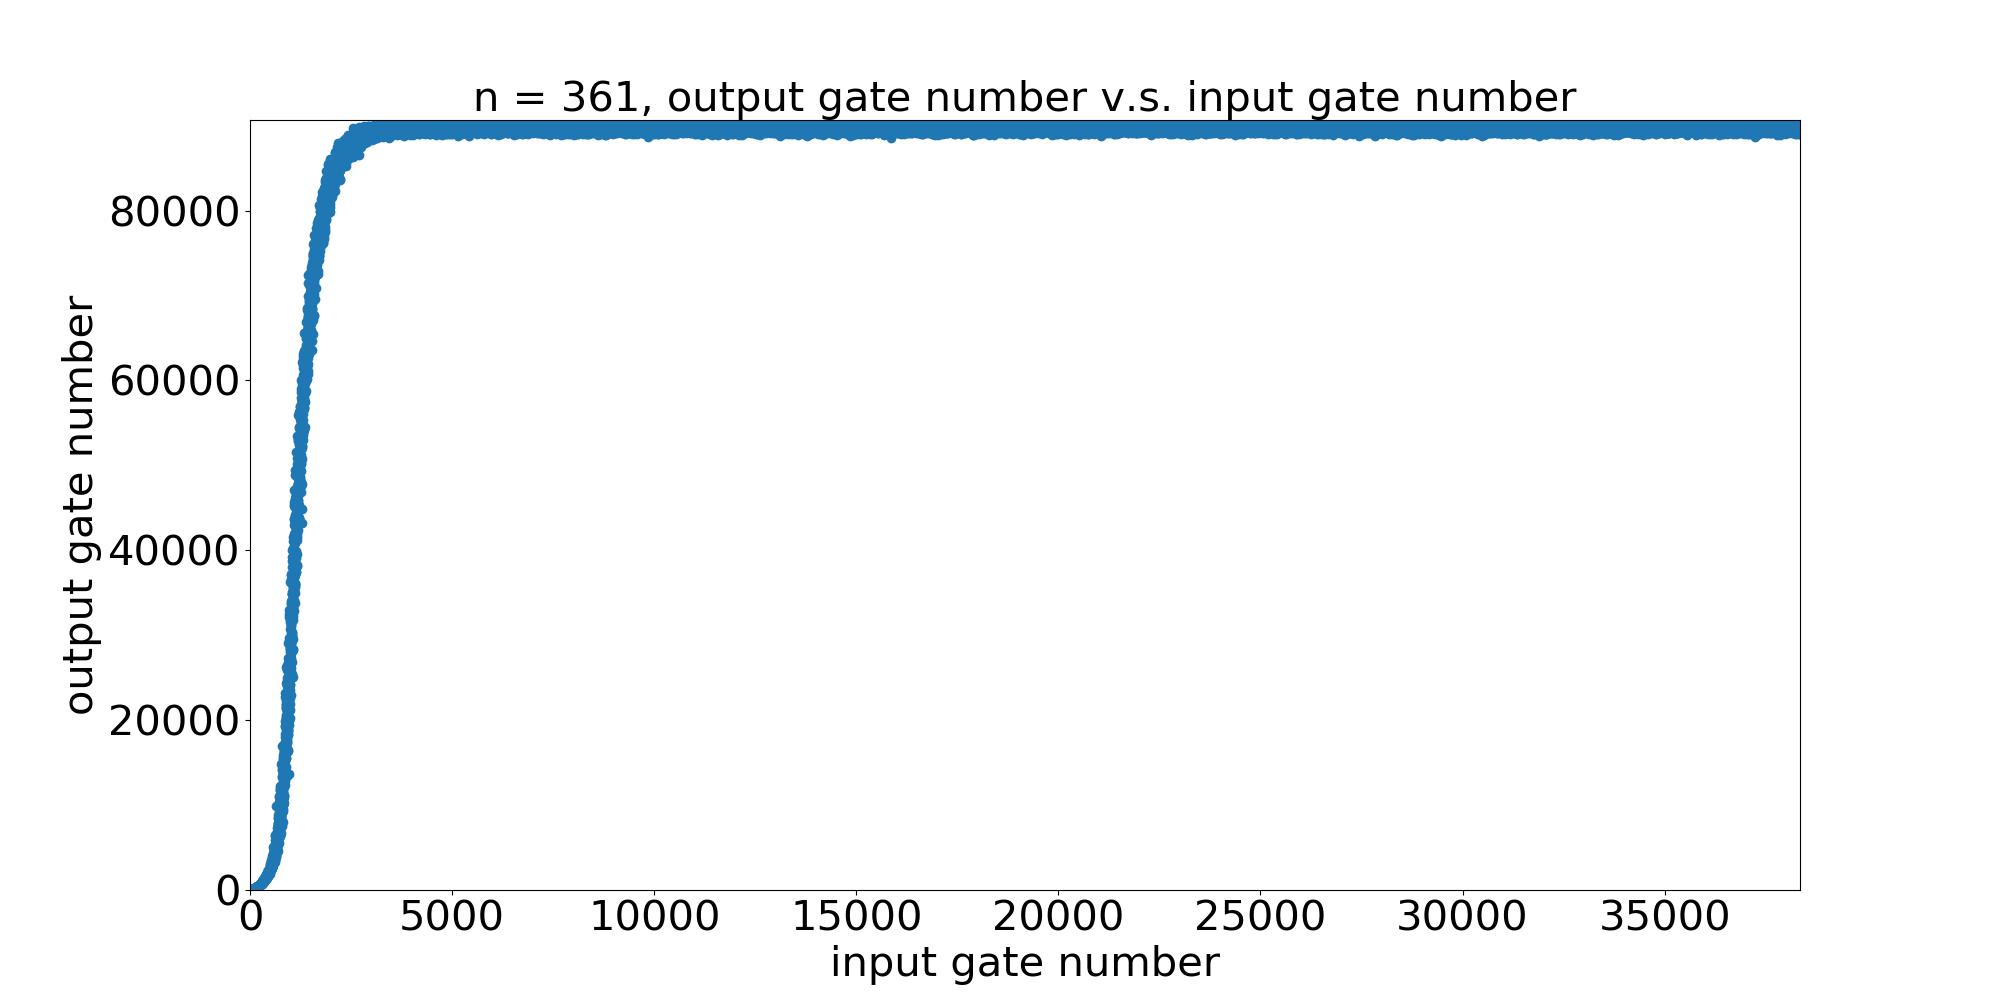 n = 361, output gate number v.s. input gate number
output gate number
80000
60000
40000
20000
0
0 5000 10000 15000 20000 25000 30000 35000
input gate number